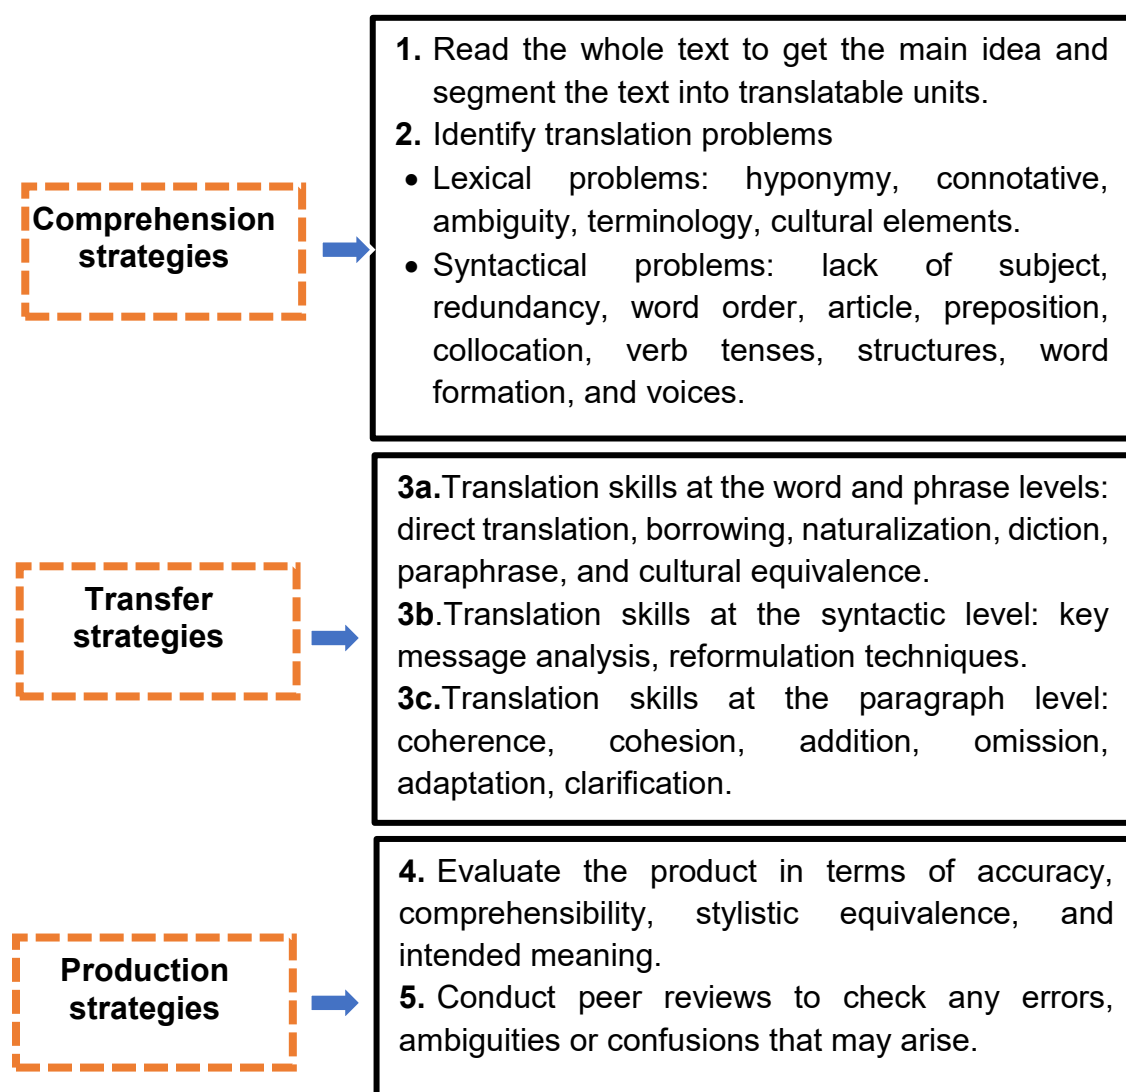 1. Read the whole text to get the main idea and
segment the text into translatable units.
2. Identify translation problems
• Lexical problems: hyponymy, connotative,
ambiguity, terminology, cultural elements.
• Syntactical problems: lack of subject,
redundancy, word order, article, preposition,
collocation, verb tenses, structures, word
formation, and voices.
Comprehension
strategies
3a.Translation skills at the word and phrase levels:
direct translation, borrowing, naturalization, diction,
paraphrase, and cultural equivalence.
3b.Translation skills at the syntactic level: key
message analysis, reformulation techniques.
3c.Translation skills at the paragraph level:
coherence, cohesion, addition, omission,
adaptation, clarification.
Transfer
strategies
4. Evaluate the product in terms of accuracy,
comprehensibility, stylistic equivalence, and
intended meaning.
5. Conduct peer reviews to check any errors,
ambiguities or confusions that may arise.
Production
strategies